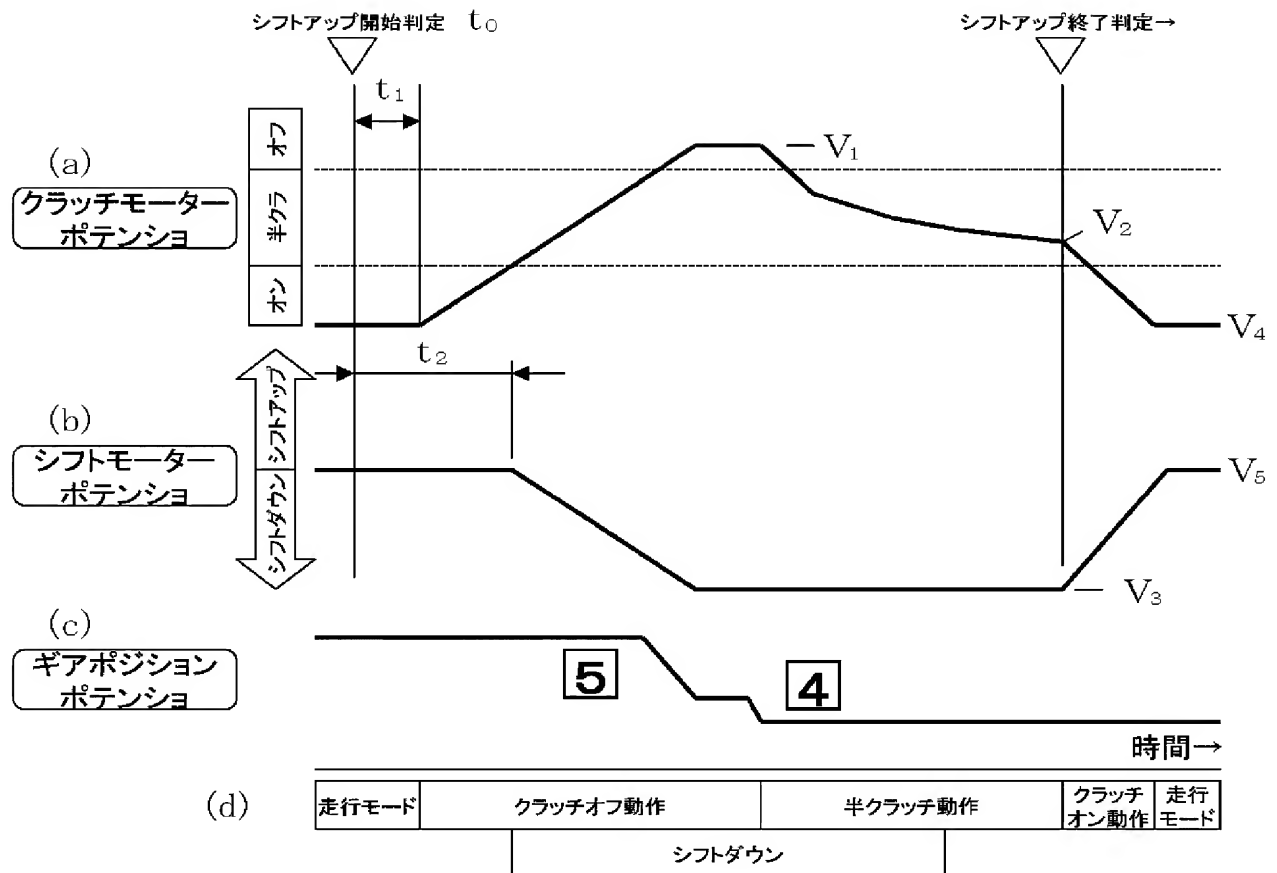 シフトアップ開始判定 t0
シフトアップ終了判定→
t1
(a)
クラッチモーター
ポテンショ
オフ
半クラ
オン
V1
V2
V4
t2
(b)
シフトモーター
ポテンショ
シフトアップ
シフトダウン
V5
V3
(c)
ギアポジション
ポテンショ
5
4
時間→
(d)
走行モード
クラッチオフ動作
半クラッチ動作
クラッチ
オン動作
走行
モード
シフトダウン